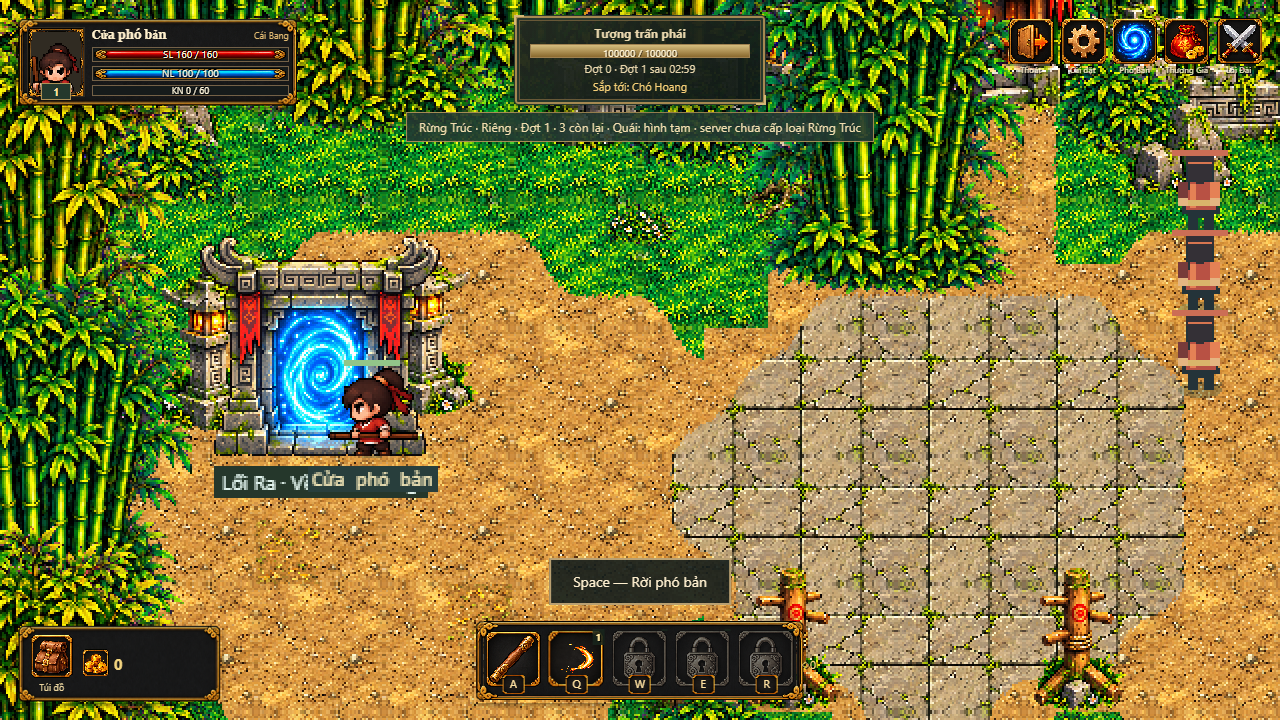 Cửa phó bản
Cái Bang
SL 160 / 160
NL 100 / 100
KN 0 / 60
1
Tượng trấn phái
100000 / 100000
Đợt 0 · Đợt 1 sau 02:59
Sắp tới: Chó Hoang
Rừng Trúc · Riêng · Đợt 1 · 3 còn lại · Quái: hình tạm · server chưa cấp loại Rừng Trúc
Thương Gia
Lối Ra - Về
Cửa phó bản
Space — Rời phó bản
0
Túi đồ
1
A
Q
W
E
R